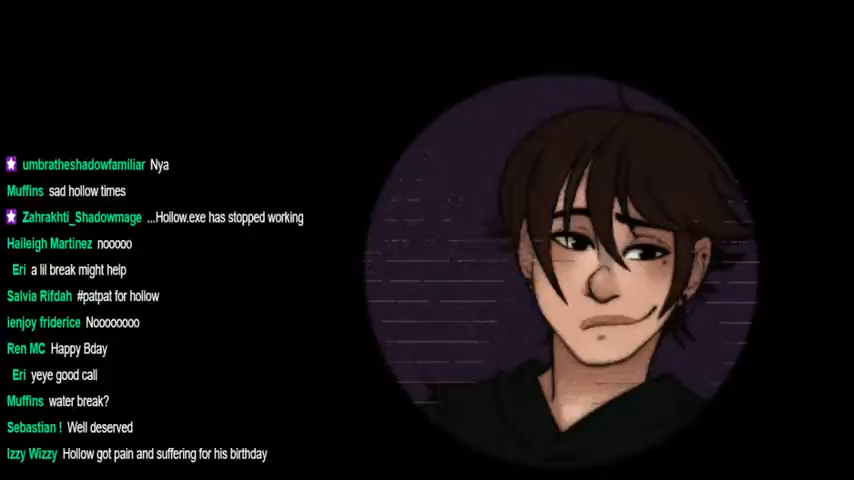 umbratheshadowfamiliar Nya
Muffins sad hollow times
Zahrakhti_Shadowmage ...Hollow.exe has stopped working
Haileigh Martinez nooooo
Eri a lil break might help
Salvia Rifdah #patpat for hollow
ienjoy friderice Noooooooo
Ren MC Happy Bday
Eri yeye good call
Muffins water break?
Sebastian ! Well deserved
Izzy Wizzy Hollow got pain and suffering for his birthday